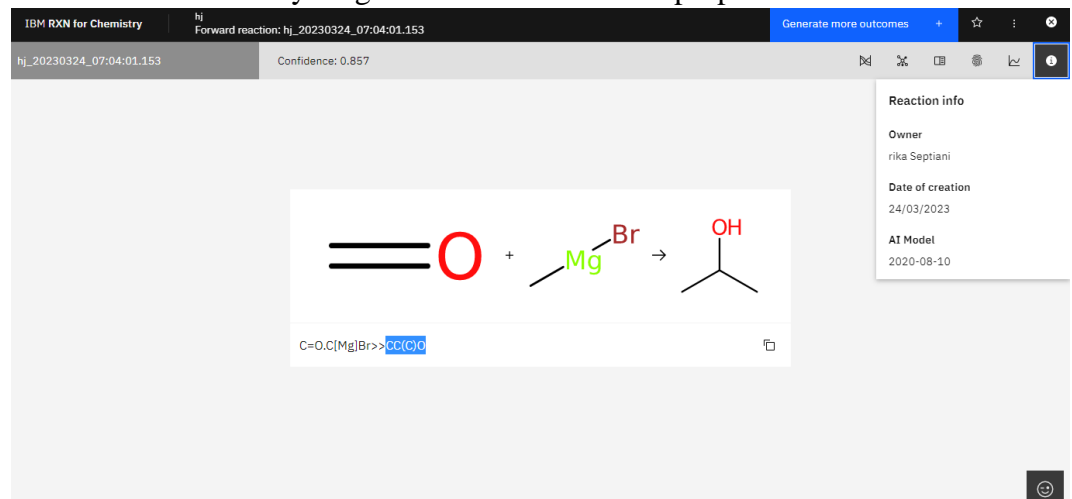 IBM RXN for Chemistry
hj
Forward reaction: hj_20230324_07:04:01.153
Generate more outcomes +
hj_20230324_07:04:01.153
Confidence: 0.857
Reaction info
Owner
rika Septiani
Date of creation
24/03/2023
AI Model
2020-08-10
O + Mg Br → OH
C=O.C[Mg]Br>>CC(C)O